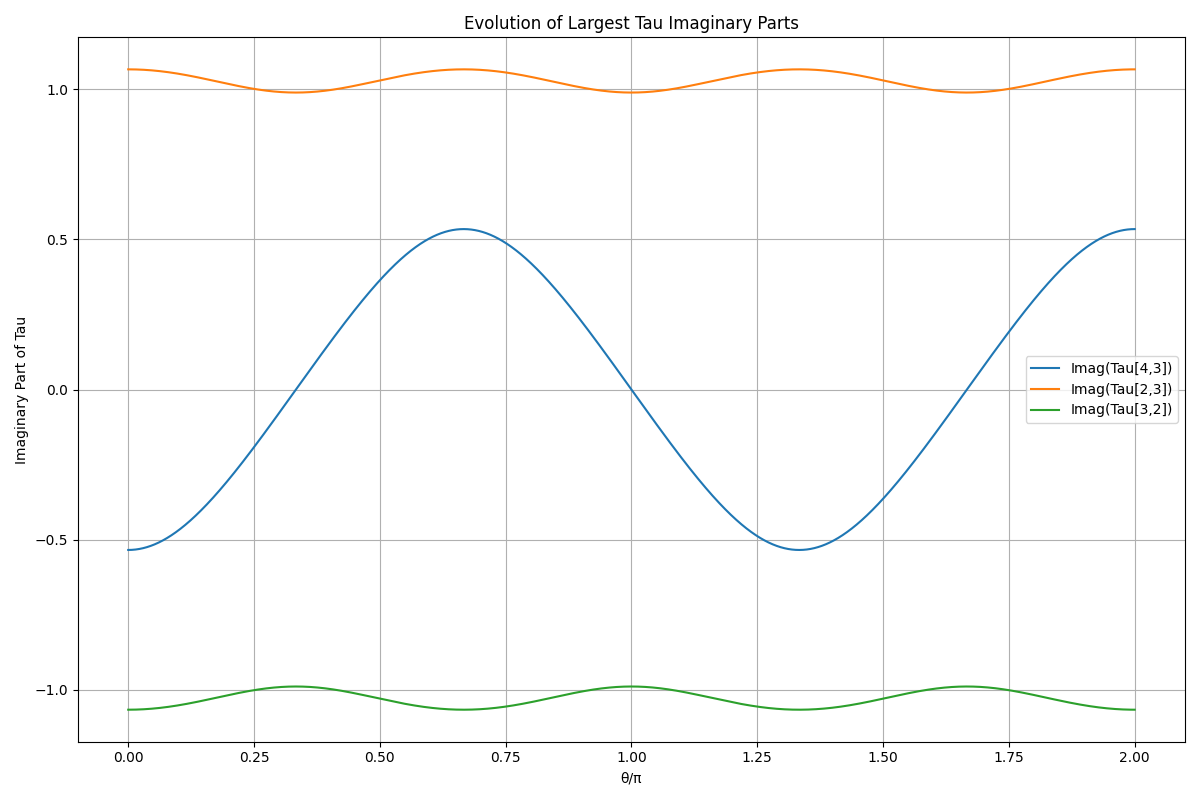 Evolution of Largest Tau Imaginary Parts
Imaginary Part of Tau
1.0
0.5
0.0
−0.5
−1.0
Imag(Tau[4,3])
Imag(Tau[2,3])
Imag(Tau[3,2])
0.00 0.25 0.50 0.75 1.00 1.25 1.50 1.75 2.00
θ/π